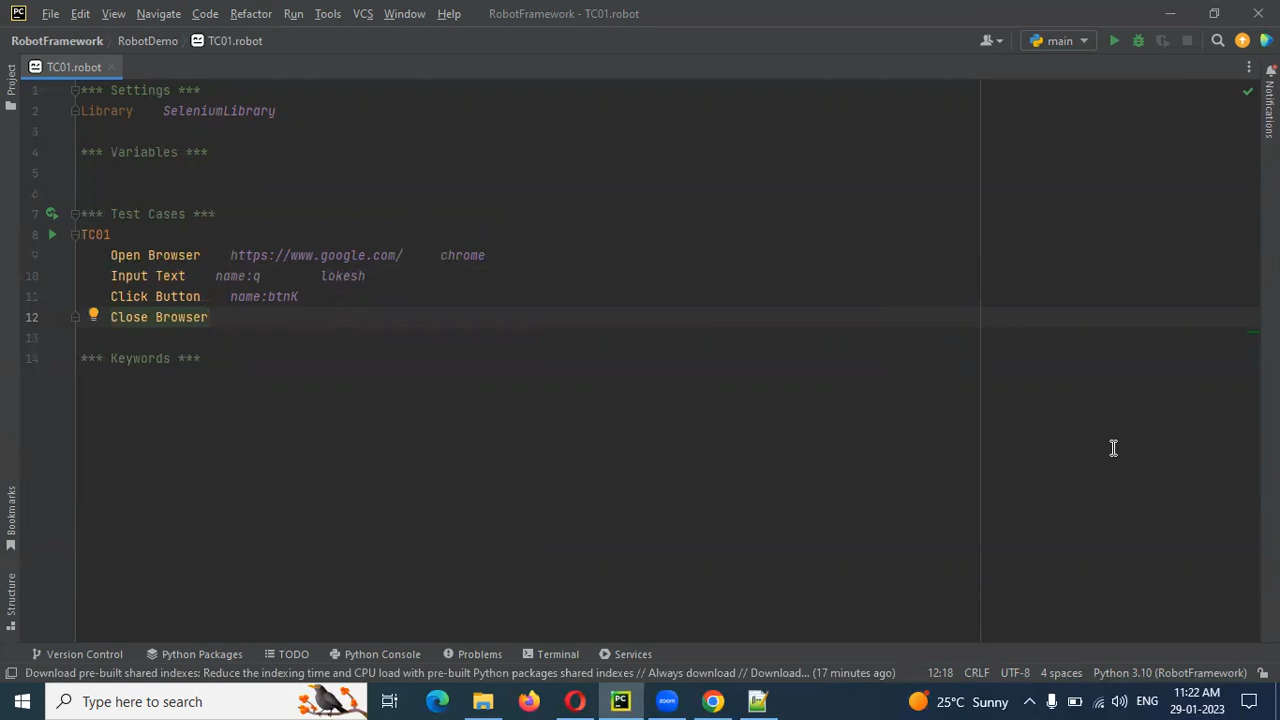 PC File Edit View Navigate Code Refactor Run Tools VCS Window Help RobotFramework - TC01.robot
RobotFramework RobotDemo TC01.robot main
Project TC01.robot Notifications
1 *** Settings ***
2 Library SeleniumLibrary
3
4 *** Variables ***
5
6
7 *** Test Cases ***
8 TC01
9 Open Browser https://www.google.com/ chrome
10 Input Text name:q lokesh
11 Click Button name:btnK
12 Close Browser
13
14 *** Keywords ***
Bookmarks
Structure
Version Control Python Packages TODO Python Console Problems Terminal Services
Download pre-built shared indexes: Reduce the indexing time and CPU load with pre-built Python packages shared indexes // Always download // Download... (17 minutes ago) 12:18 CRLF UTF-8 4 spaces Python 3.10 (RobotFramework)
Type here to search PC zoom 25°C Sunny ENG 11:22 AM
29-01-2023